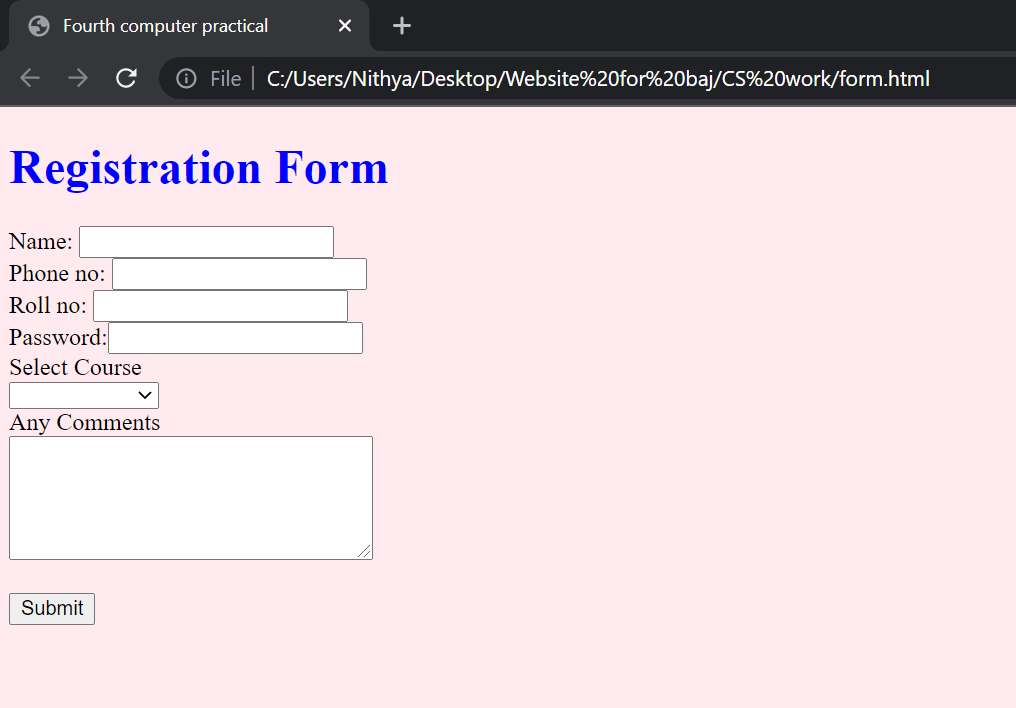 Fourth computer practical
File C:/Users/Nithya/Desktop/Website%20for%20baj/CS%20work/form.html
Registration Form
Name:
Phone no:
Roll no:
Password:
Select Course
Any Comments
Submit